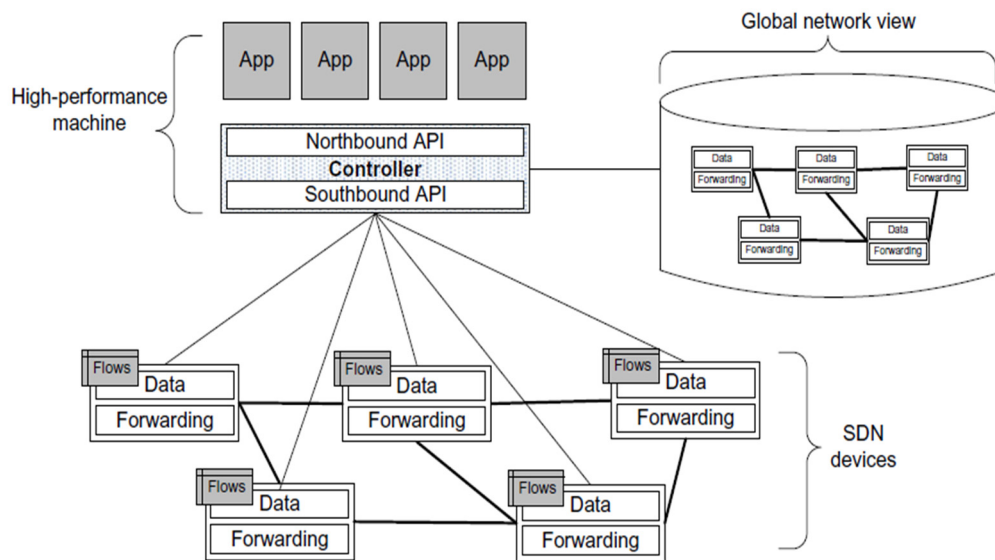 Global network view
App
App
App
App
High-performance
machine
Northbound API
Controller
Southbound API
Data
Forwarding
Data
Forwarding
Data
Forwarding
Data
Forwarding
Data
Forwarding
Flows
Data
Forwarding
Flows
Data
Forwarding
Flows
Data
Forwarding
SDN
devices
Flows
Data
Forwarding
Flows
Data
Forwarding